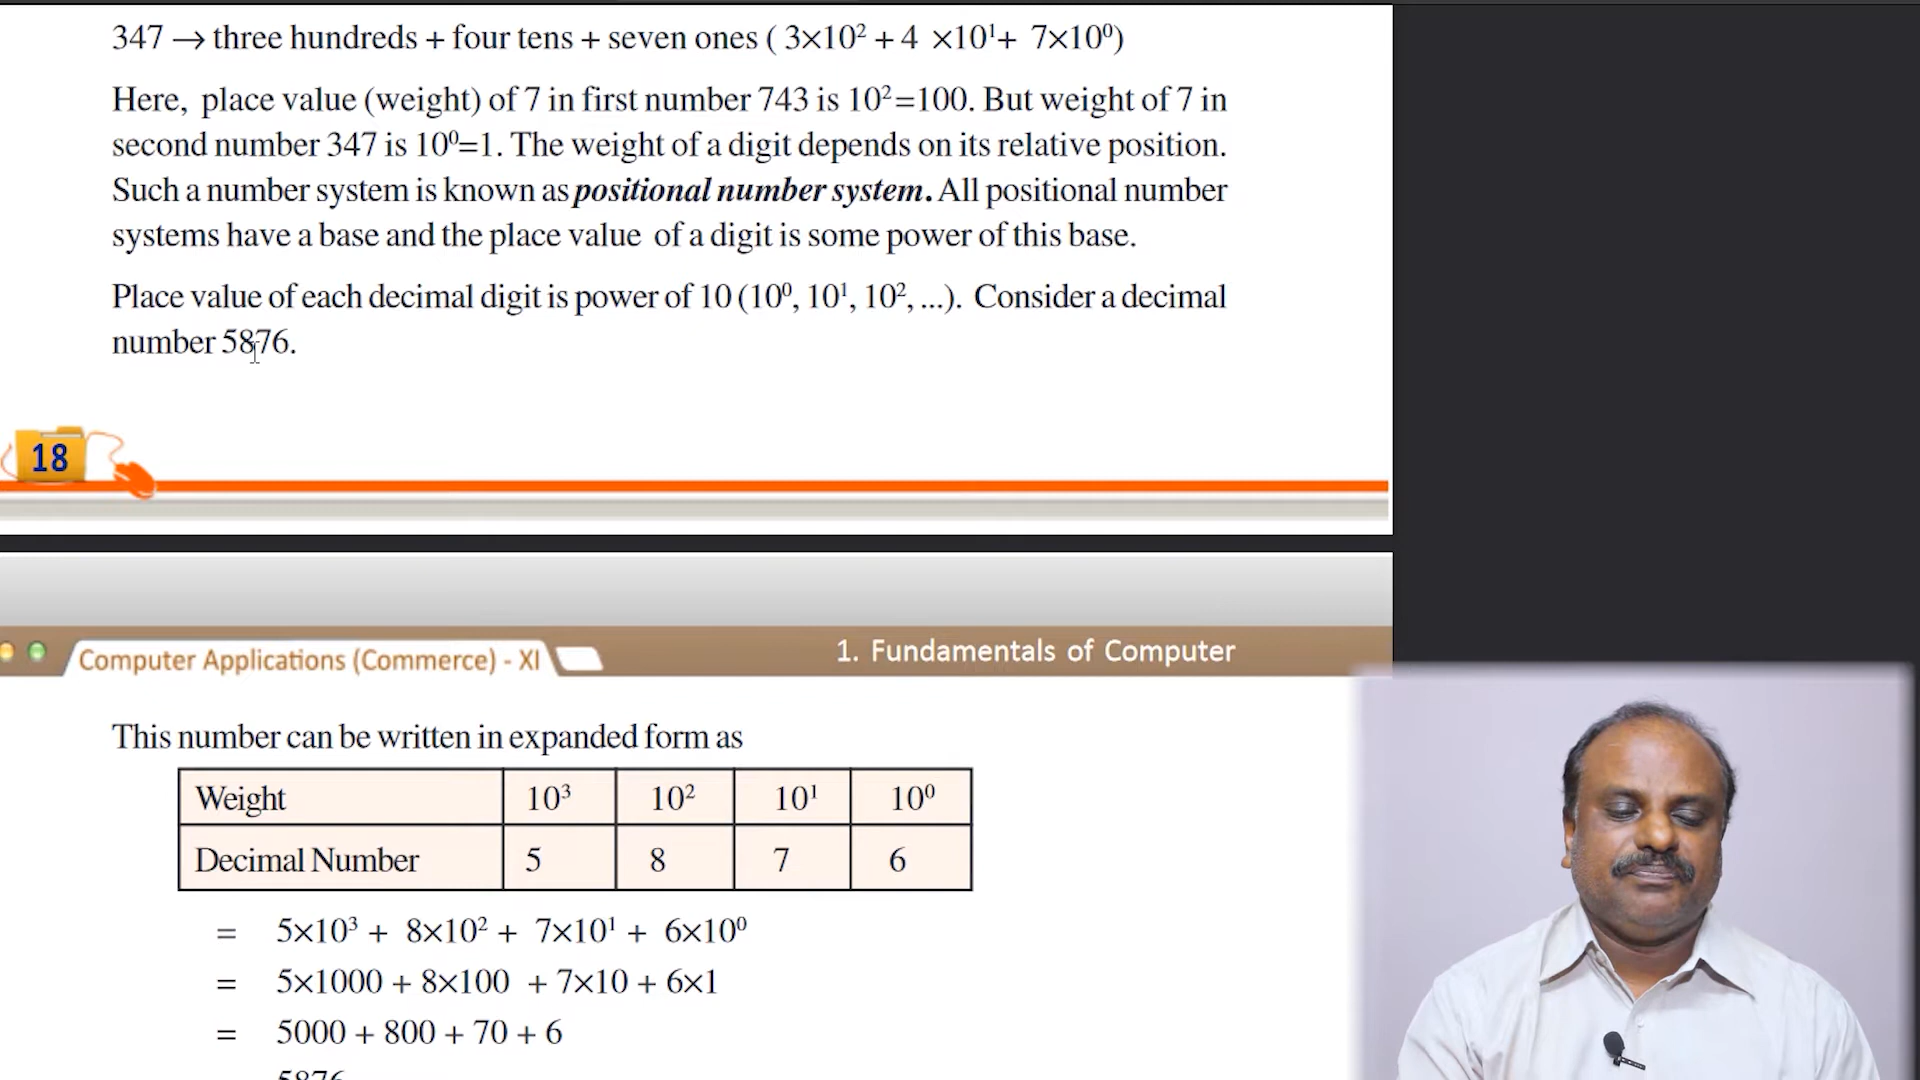 347 → three hundreds + four tens + seven ones ( 3×10² + 4 ×10¹+ 7×10⁰)
Here, place value (weight) of 7 in first number 743 is 10²=100. But weight of 7 in
second number 347 is 10⁰=1. The weight of a digit depends on its relative position.
Such a number system is known as positional number system. All positional number
systems have a base and the place value of a digit is some power of this base.
Place value of each decimal digit is power of 10 (10⁰, 10¹, 10², ...). Consider a decimal
number 5876.
18
Computer Applications (Commerce) - XI
1. Fundamentals of Computer
This number can be written in expanded form as
Weight 10³ 10² 10¹ 10⁰
Decimal Number 5 8 7 6
= 5×10³ + 8×10² + 7×10¹ + 6×10⁰
= 5×1000 + 8×100 + 7×10 + 6×1
= 5000 + 800 + 70 + 6
5876